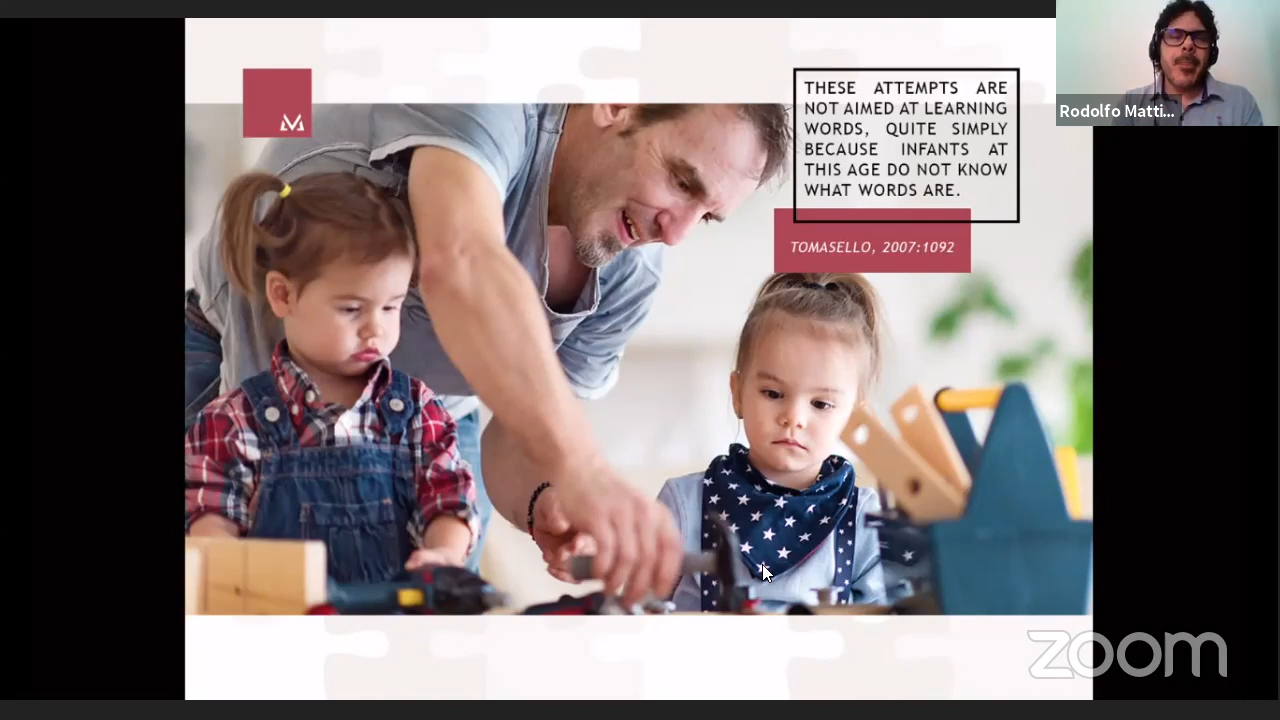 THESE ATTEMPTS ARE
NOT AIMED AT LEARNING
WORDS, QUITE SIMPLY
BECAUSE INFANTS AT
THIS AGE DO NOT KNOW
WHAT WORDS ARE.
TOMASELLO, 2007:1092
Rodolfo Matti...
zoom